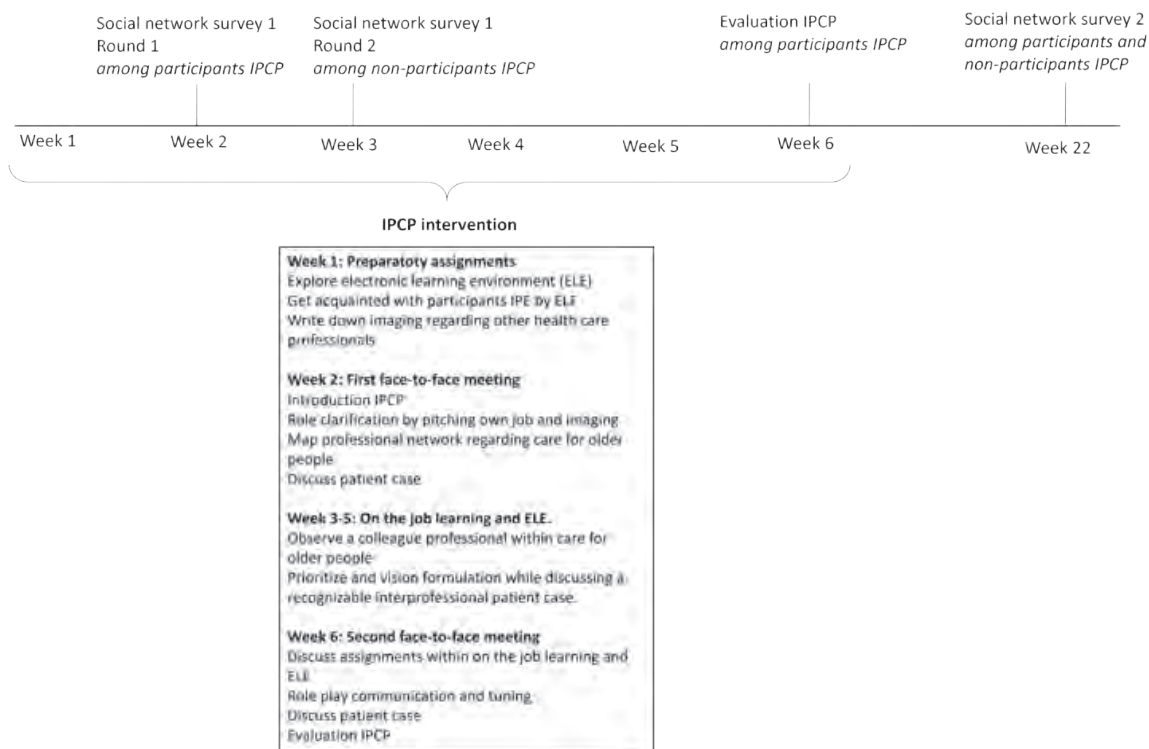 Social network survey 1
Round 1
among participants IPCP
Social network survey 1
Round 2
among non-participants IPCP
Evaluation IPCP
among participants IPCP
Social network survey 2
among participants and
non-participants IPCP
Week 1
Week 2
Week 3
Week 4
Week 5
Week 6
Week 22
IPCP intervention
Week 1: Preparatoty assignments
Explore electronic learning environment (ELE)
Get acquainted with participants IPE by ELE
Write down imaging regarding other health care
professionals
Week 2: First face-to-face meeting
Introduction IPCP
Role clarification by pitching own job and imaging
Map professional network regarding care for older
people
Discuss patient case
Week 3-5: On the job learning and ELE.
Observe a colleague professional within care for
older people
Prioritize and vision formulation while discussing a
recognizable interprofessional patient case.
Week 6: Second face-to-face meeting
Discuss assignments within on the job learning and
ELE
Role play communication and tuning
Discuss patient case
Evaluation IPCP